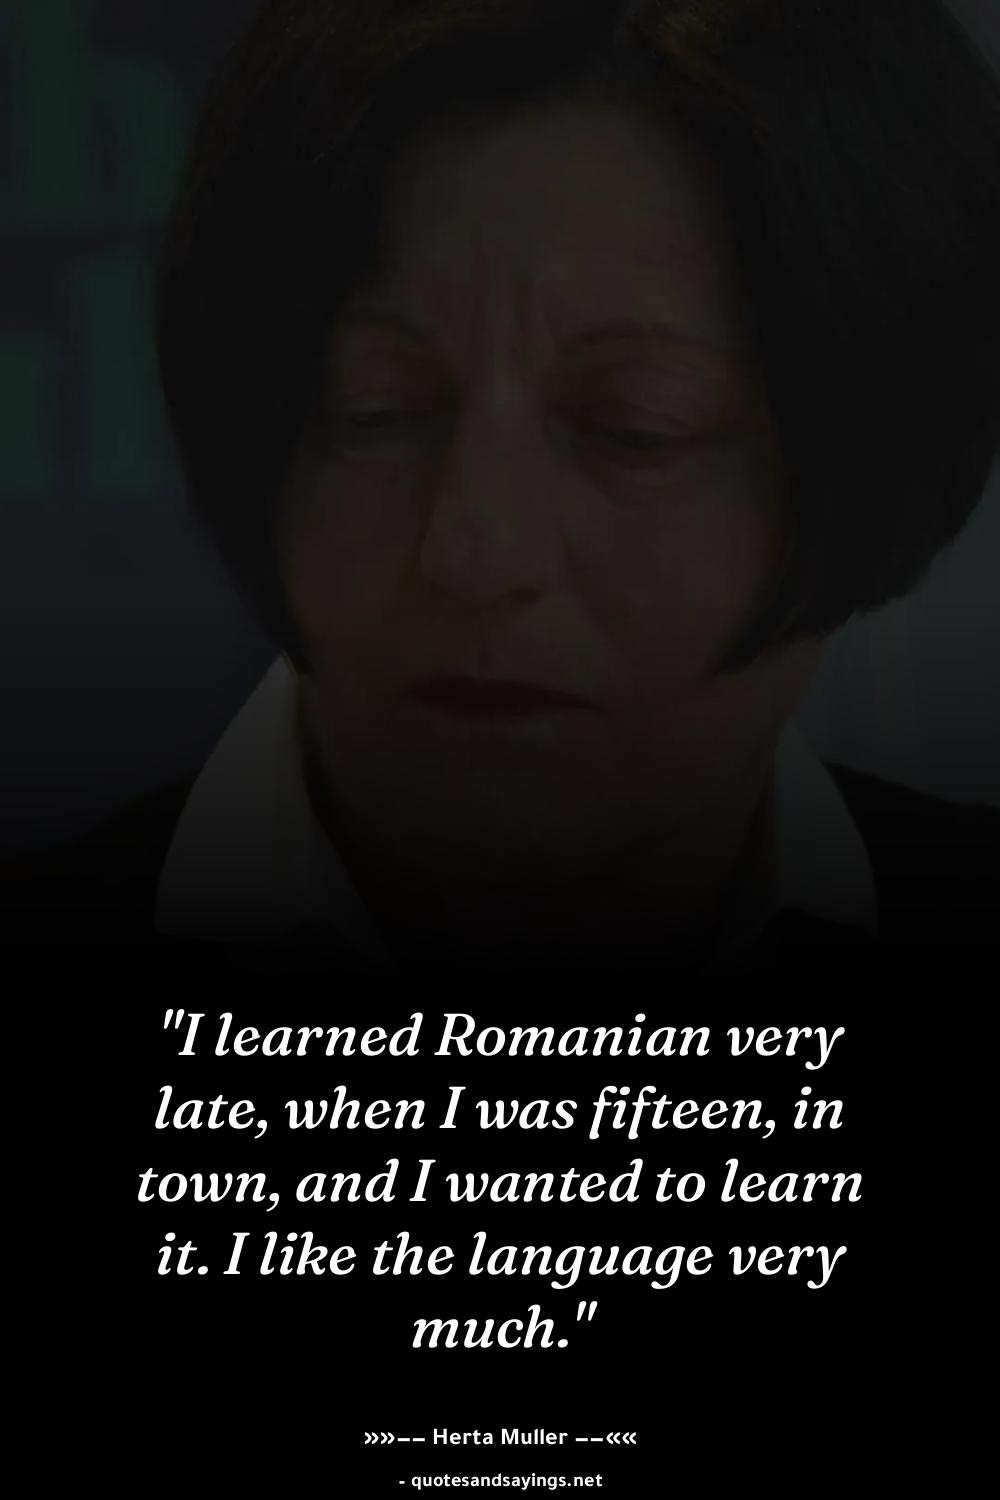 "I learned Romanian very
late, when I was fifteen, in
town, and I wanted to learn
it. I like the language very
much."
»»−− Herta Muller −−««
- quotesandsayings.net